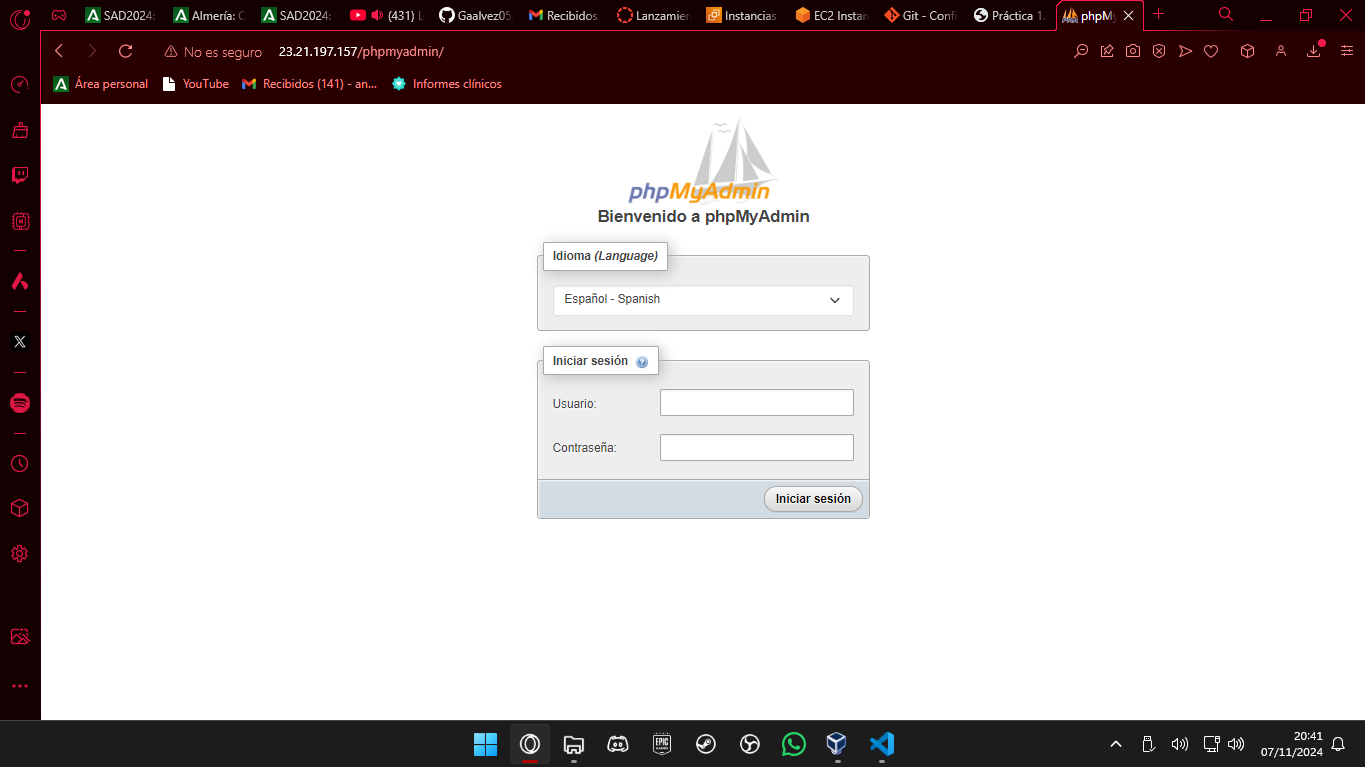 SAD2024:
Almería: C
SAD2024:
(431) L
Gaalvez05
Recibidos
Lanzamien
Instancias
EC2 Instan
Git - Confi
Práctica 1.
phpMy
No es seguro 23.21.197.157/phpmyadmin/
Área personal
YouTube
Recibidos (141) - an...
Informes clínicos
phpMyAdmin
Bienvenido a phpMyAdmin
Idioma (Language)
Español - Spanish
Iniciar sesión
Usuario:
Contraseña:
Iniciar sesión
EPIC
20:41
07/11/2024